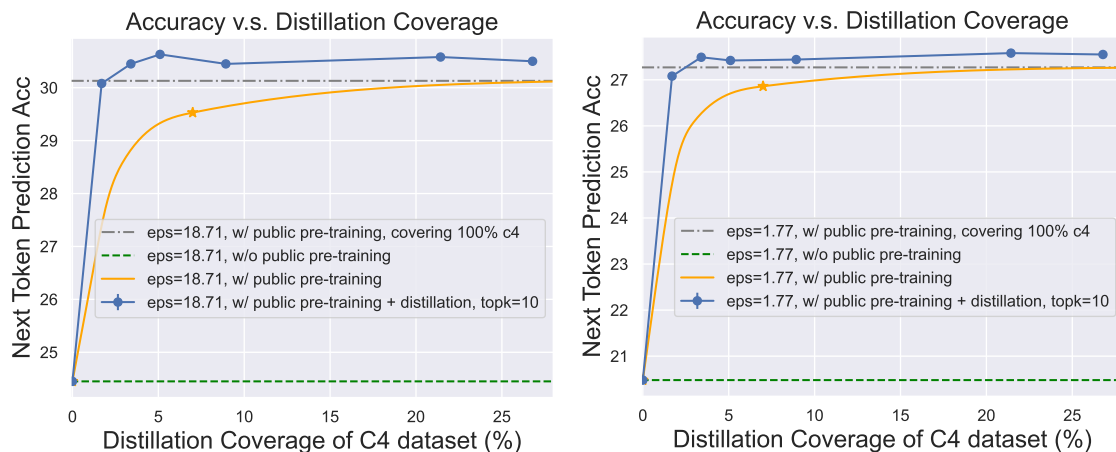 Accuracy v.s. Distillation Coverage
Next Token Prediction Acc
30
29
28
27
26
25
eps=18.71, w/ public pre-training, covering 100% c4
eps=18.71, w/o public pre-training
eps=18.71, w/ public pre-training
eps=18.71, w/ public pre-training + distillation, topk=10
0
5
10
15
20
25
Distillation Coverage of C4 dataset (%)
Accuracy v.s. Distillation Coverage
Next Token Prediction Acc
27
26
25
24
23
22
21
eps=1.77, w/ public pre-training, covering 100% c4
eps=1.77, w/o public pre-training
eps=1.77, w/ public pre-training
eps=1.77, w/ public pre-training + distillation, topk=10
0
5
10
15
20
25
Distillation Coverage of C4 dataset (%)